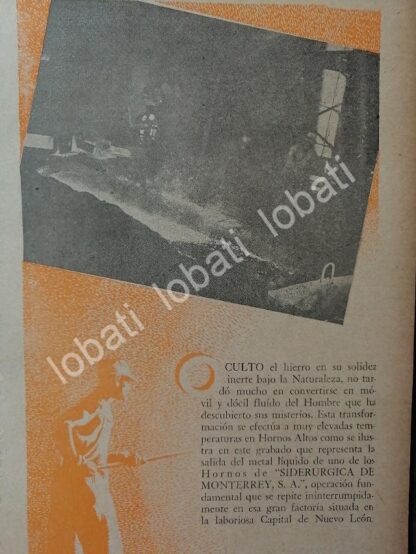 lobati lobati lobati
OCULTO el hierro en su solidez
inerte bajo la Naturaleza, no tar-
dó mucho en convertirse en mó-
vil y dócil fluído del Hombre que ha
descubierto sus misterios. Esta transfor-
mación se efectúa a muy elevadas tem-
peraturas en Hornos Altos como se ilus-
tra en este grabado que representa la
salida del metal líquido de uno de los
Hornos de "SIDERURGICA DE
MONTERREY, S. A.", operación fun-
damental que se repite ininterrumpida-
mente en esa gran factoría situada en
la laboriosa Capital de Nuevo León.